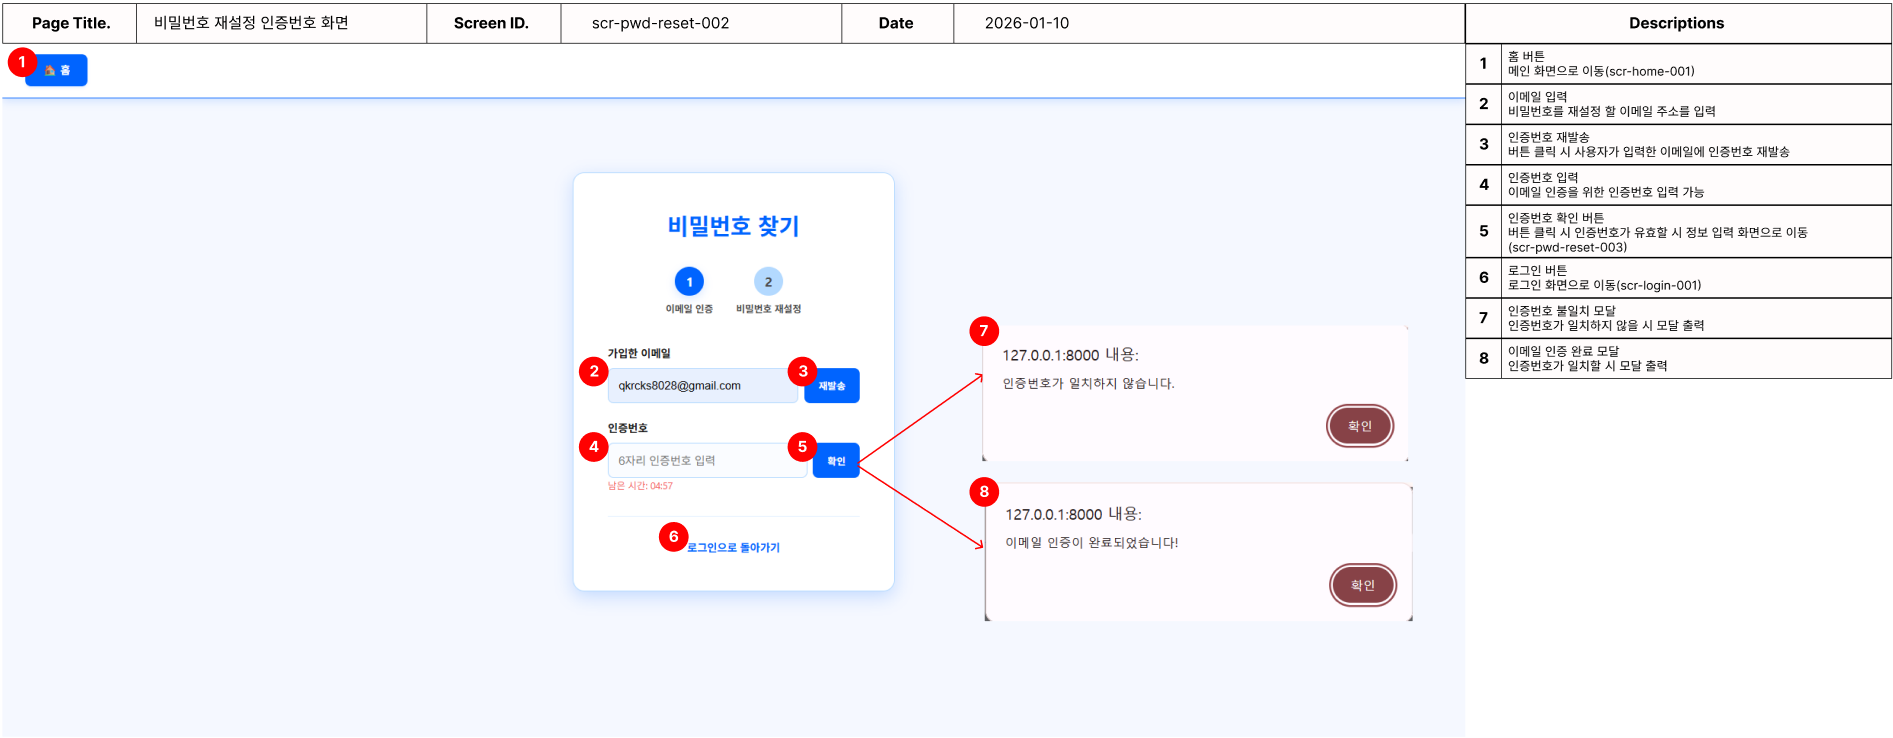 Page Title.
비밀번호 재설정 인증번호 화면
Screen ID.
scr-pwd-reset-002
Date
2026-01-10
Descriptions
1
홈
1
홈 버튼
메인 화면으로 이동(scr-home-001)
2
이메일 입력
비밀번호를 재설정 할 이메일 주소를 입력
3
인증번호 재발송
버튼 클릭 시 사용자가 입력한 이메일에 인증번호 재발송
4
인증번호 입력
이메일 인증을 위한 인증번호 입력 가능
5
인증번호 확인 버튼
버튼 클릭 시 인증번호가 유효할 시 정보 입력 화면으로 이동
(scr-pwd-reset-003)
6
로그인 버튼
로그인 화면으로 이동(scr-login-001)
7
인증번호 불일치 모달
인증번호가 일치하지 않을 시 모달 출력
8
이메일 인증 완료 모달
인증번호가 일치할 시 모달 출력
비밀번호 찾기
1
2
이메일 인증
비밀번호 재설정
가입한 이메일
2
qkrcks8028@gmail.com
3
재발송
인증번호
4
6자리 인증번호 입력
5
확인
남은 시간: 04:57
6
로그인으로 돌아가기
7
127.0.0.1:8000 내용:
인증번호가 일치하지 않습니다.
확인
8
127.0.0.1:8000 내용:
이메일 인증이 완료되었습니다!
확인